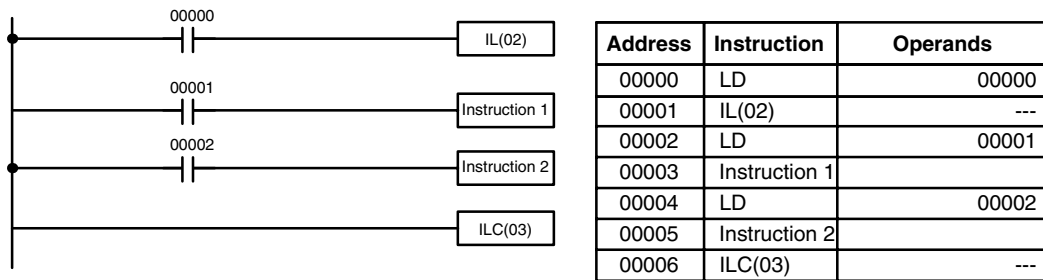 00000
IL(02)
00001
Instruction 1
00002
Instruction 2
ILC(03)
Address Instruction Operands
00000 LD 00000
00001 IL(02) ---
00002 LD 00001
00003 Instruction 1
00004 LD 00002
00005 Instruction 2
00006 ILC(03) ---